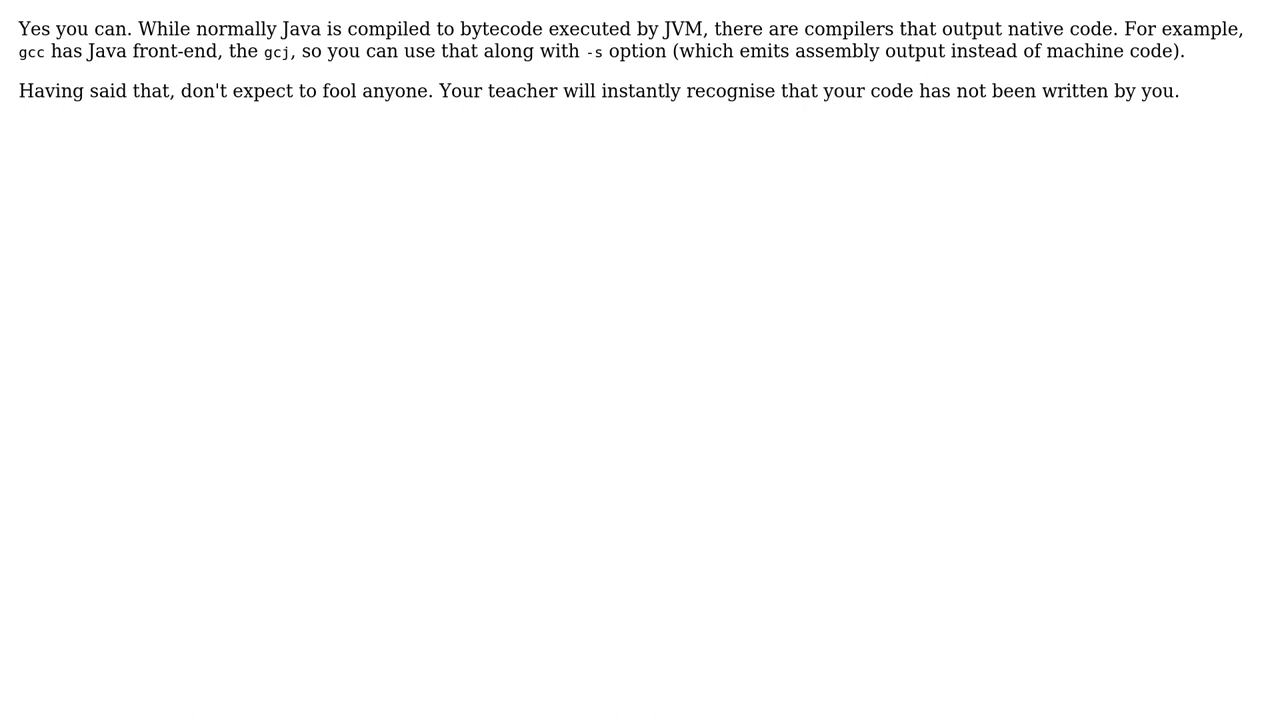 Yes you can. While normally Java is compiled to bytecode executed by JVM, there are compilers that output native code. For example,
gcc has Java front-end, the gcj, so you can use that along with -s option (which emits assembly output instead of machine code).
Having said that, don't expect to fool anyone. Your teacher will instantly recognise that your code has not been written by you.